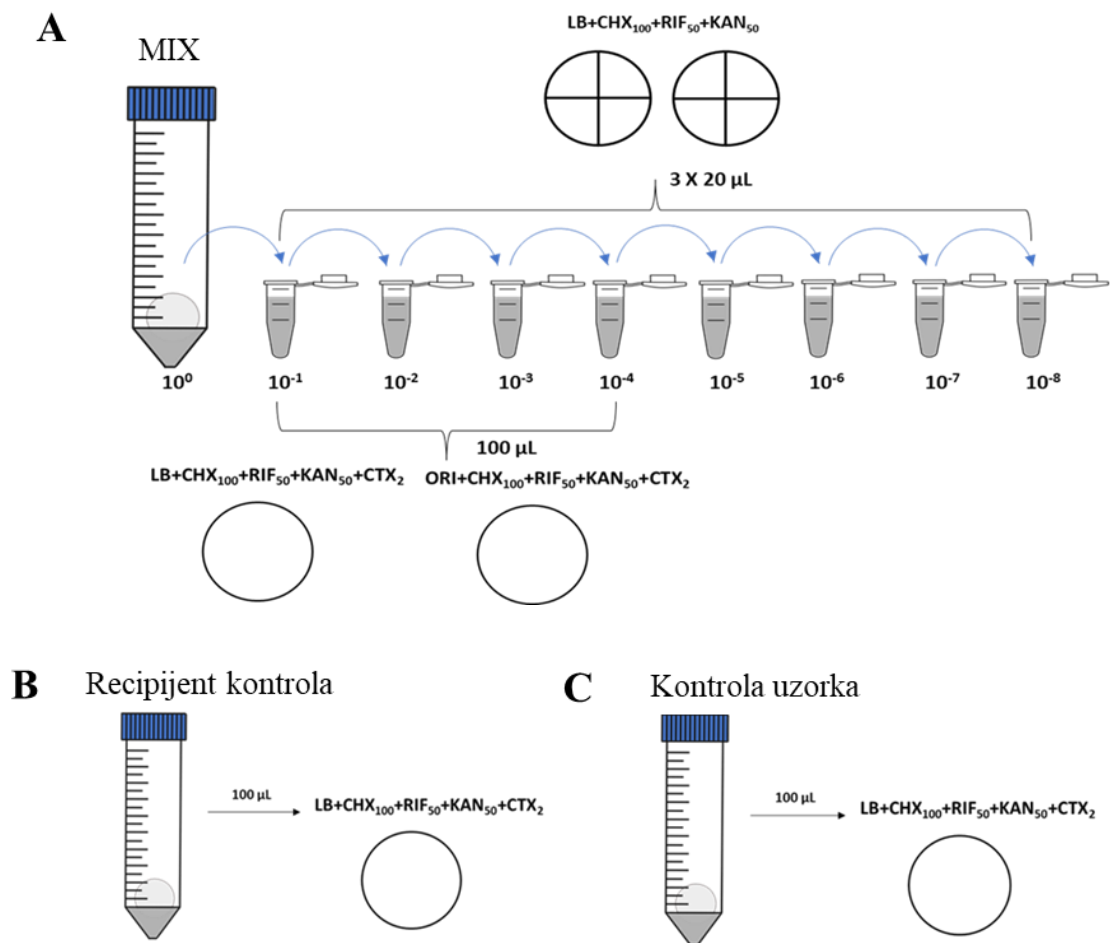 A
MIX
LB+CHX₁₀₀+RIF₅₀+KAN₅₀
3 X 20 µL
10⁰ 10⁻¹ 10⁻² 10⁻³ 10⁻⁴ 10⁻⁵ 10⁻⁶ 10⁻⁷ 10⁻⁸
100 µL
LB+CHX₁₀₀+RIF₅₀+KAN₅₀+CTX₂ ORI+CHX₁₀₀+RIF₅₀+KAN₅₀+CTX₂
B Recipijent kontrola
100 µL
LB+CHX₁₀₀+RIF₅₀+KAN₅₀+CTX₂
C Kontrola uzorka
100 µL
LB+CHX₁₀₀+RIF₅₀+KAN₅₀+CTX₂